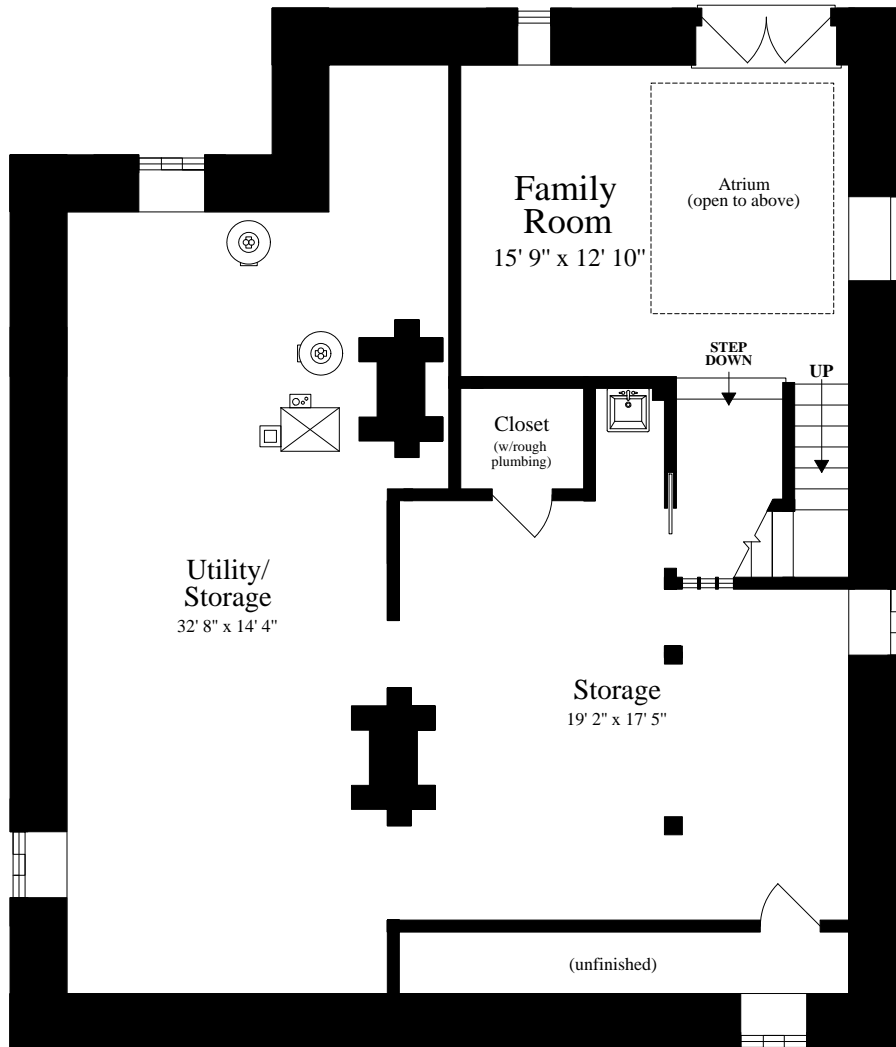 Family
Room
15' 9" x 12' 10"
Atrium
(open to above)
STEP
DOWN
UP
Closet
(w/rough
plumbing)
Utility/
Storage
32' 8" x 14' 4"
Storage
19' 2" x 17' 5"
(unfinished)